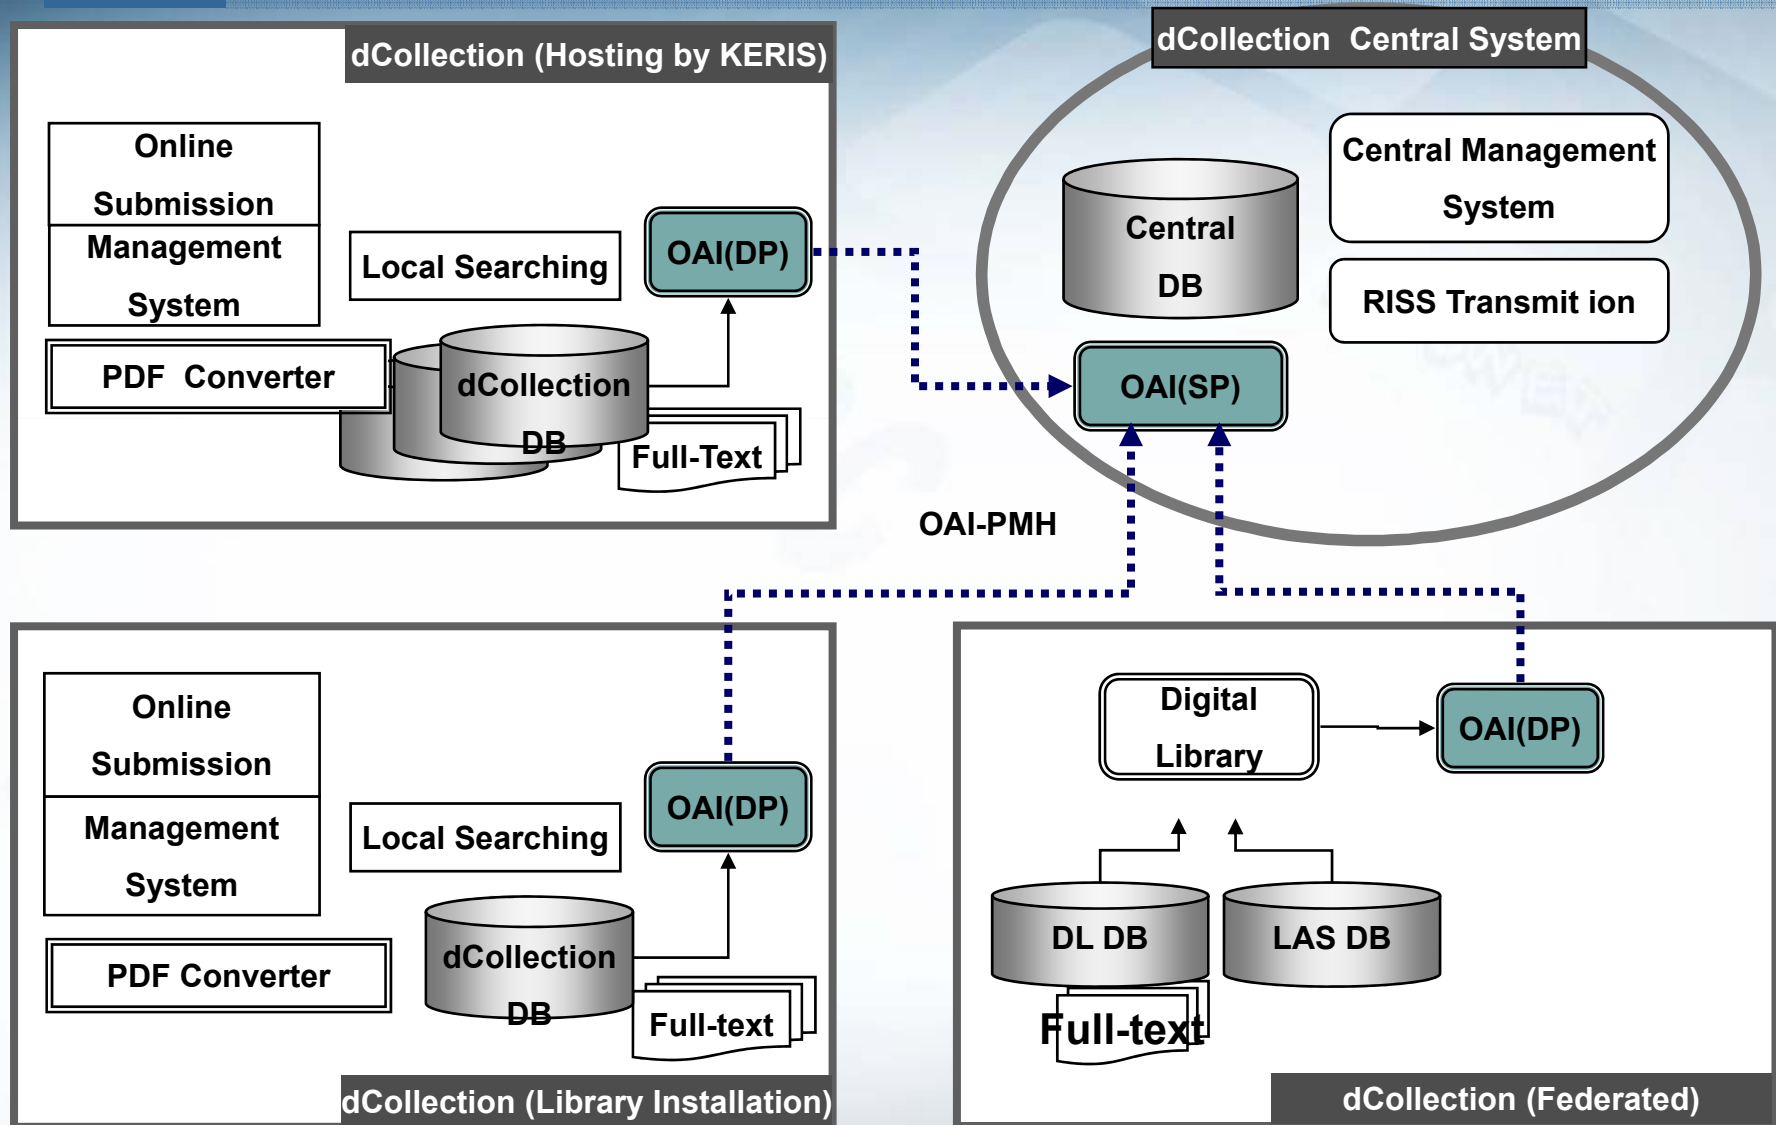 dCollection (Hosting by KERIS)
Online
Submission
Management
System
Local Searching
OAI(DP)
PDF Converter
dCollection
DB
Full-Text
dCollection Central System
Central Management
System
Central
DB
RISS Transmit ion
OAI(SP)
OAI-PMH
Online
Submission
Management
System
Local Searching
OAI(DP)
PDF Converter
dCollection
DB
Full-text
dCollection (Library Installation)
Digital
Library
OAI(DP)
DL DB
LAS DB
Full-text
dCollection (Federated)